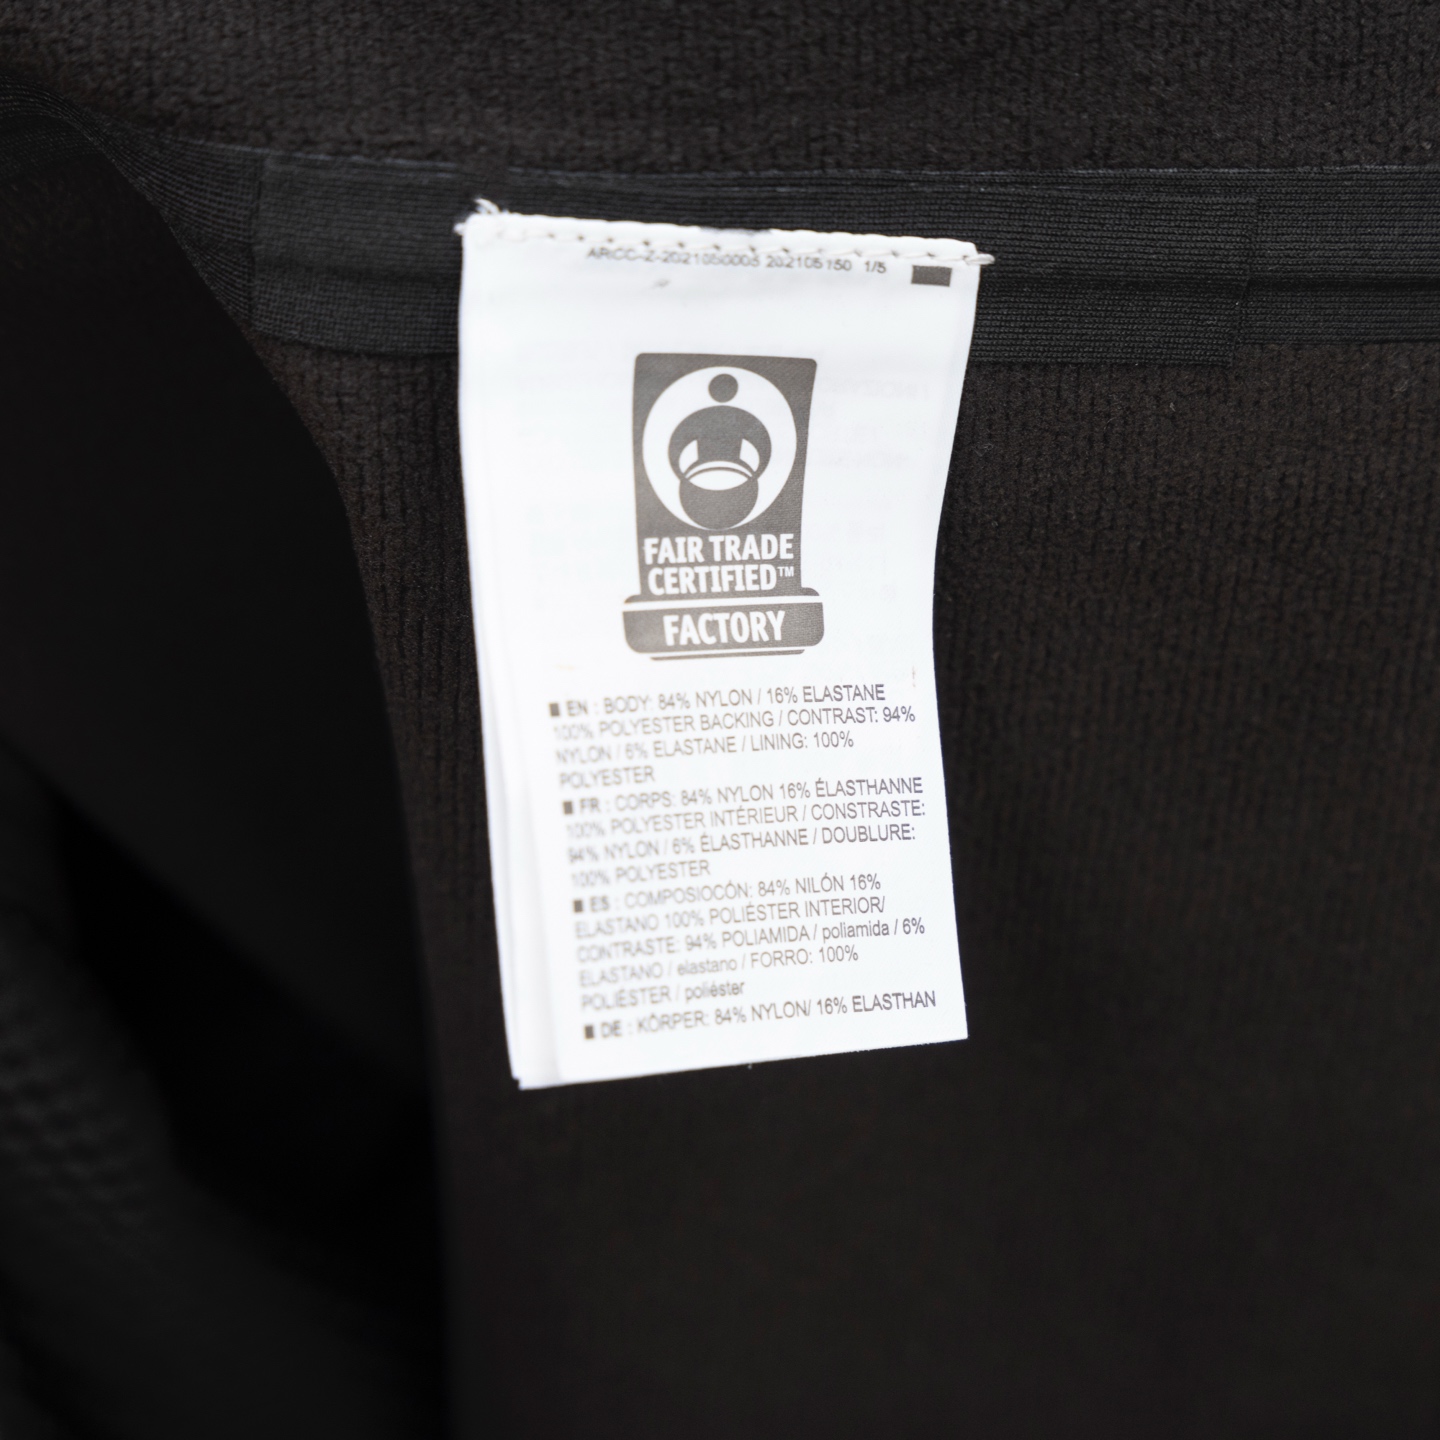 ARCC-Z-2021050005 202105150 1/5
FAIR TRADE
CERTIFIED™
FACTORY
EN : BODY: 84% NYLON / 16% ELASTANE
100% POLYESTER BACKING / CONTRAST: 94%
NYLON / 6% ELASTANE / LINING: 100%
POLYESTER
FR : CORPS: 84% NYLON 16% ÉLASTHANNE
100% POLYESTER INTÉRIEUR / CONSTRASTE:
94% NYLON / 6% ÉLASTHANNE / DOUBLURE:
100% POLYESTER
ES : COMPOSIOCÓN: 84% NILÓN 16%
ELASTANO 100% POLIÉSTER INTERIOR/
CONTRASTE: 94% POLIAMIDA / poliamida / 6%
ELASTANO / elastano / FORRO: 100%
POLIÉSTER / poliéster
DE : KÖRPER: 84% NYLON/ 16% ELASTHAN